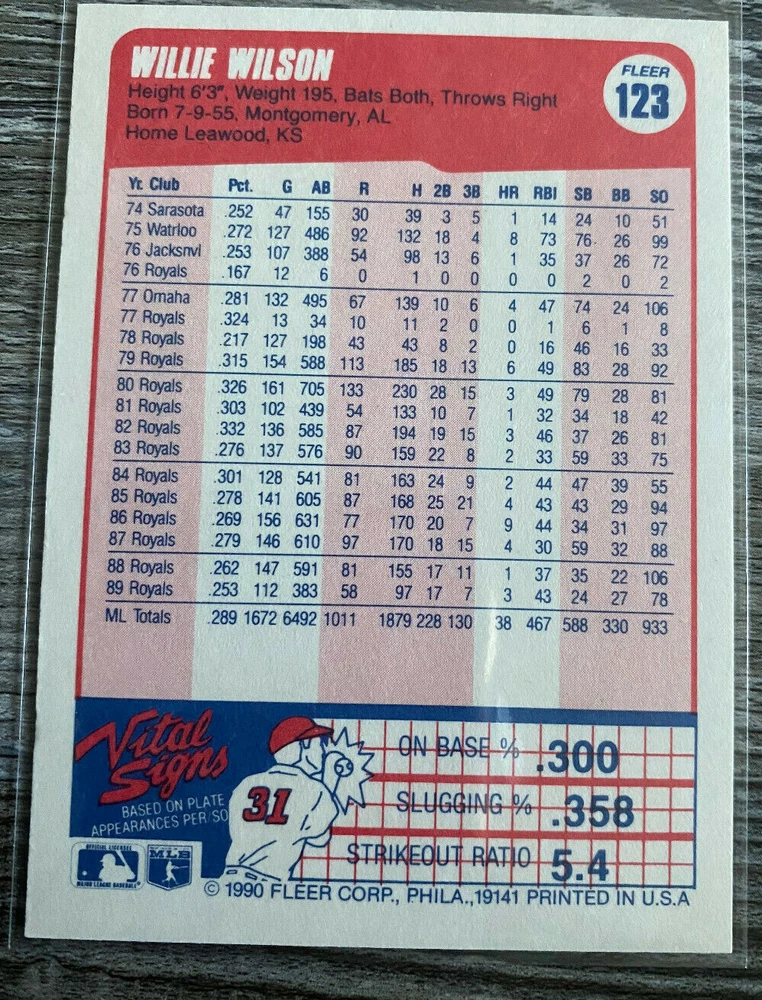 WILLIE WILSON
FLEER
123
Height 6'3", Weight 195, Bats Both, Throws Right
Born 7-9-55, Montgomery, AL
Home Leawood, KS
Yr. Club Pct. G AB R H 2B 3B HR RBI SB BB SO
74 Sarasota .252 47 155 30 39 3 5 1 14 24 10 51
75 Watrloo .272 127 486 92 132 18 4 8 73 76 26 99
76 Jacksnvl .253 107 388 54 98 13 6 1 35 37 26 72
76 Royals .167 12 6 0 1 0 0 0 0 2 0 2
77 Omaha .281 132 495 67 139 10 6 4 47 74 24 106
77 Royals .324 13 34 10 11 2 0 0 1 6 1 8
78 Royals .217 127 198 43 43 8 2 0 16 46 16 33
79 Royals .315 154 588 113 185 18 13 6 49 83 28 92
80 Royals .326 161 705 133 230 28 15 3 49 79 28 81
81 Royals .303 102 439 54 133 10 7 1 32 34 18 42
82 Royals .332 136 585 87 194 19 15 3 46 37 26 81
83 Royals .276 137 576 90 159 22 8 2 33 59 33 75
84 Royals .301 128 541 81 163 24 9 2 44 47 39 55
85 Royals .278 141 605 87 168 25 21 4 43 43 29 94
86 Royals .269 156 631 77 170 20 7 9 44 34 31 97
87 Royals .279 146 610 97 170 18 15 4 30 59 32 88
88 Royals .262 147 591 81 155 17 11 1 37 35 22 106
89 Royals .253 112 383 58 97 17 7 3 43 24 27 78
ML Totals .289 1672 6492 1011 1879 228 130 38 467 588 330 933
Vital
Signs
BASED ON PLATE
APPEARANCES PER/SO
31
ON BASE % .300
SLUGGING % .358
STRIKEOUT RATIO 5.4
OFFICIAL LICENSEE
MAJOR LEAGUE BASEBALL
MLB
© 1990 FLEER CORP., PHILA.,19141 PRINTED IN U.S.A